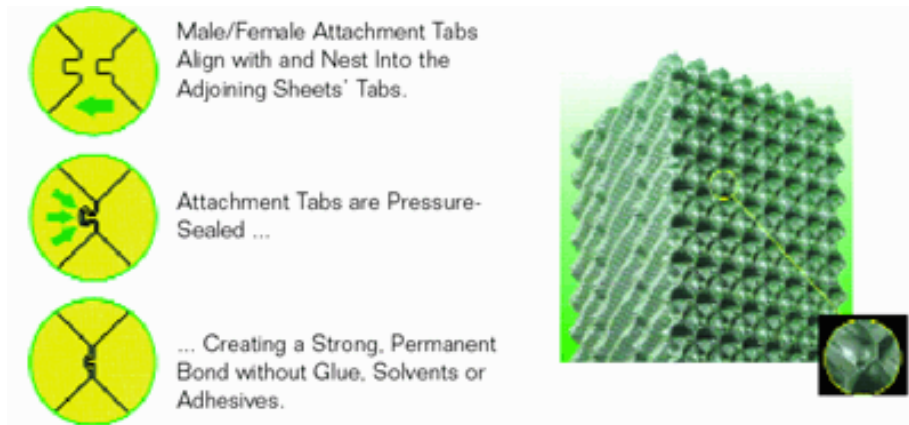 Male/Female Attachment Tabs
Align with and Nest Into the
Adjoining Sheets' Tabs.
Attachment Tabs are Pressure-
Sealed ...
... Creating a Strong, Permanent
Bond without Glue, Solvents or
Adhesives.